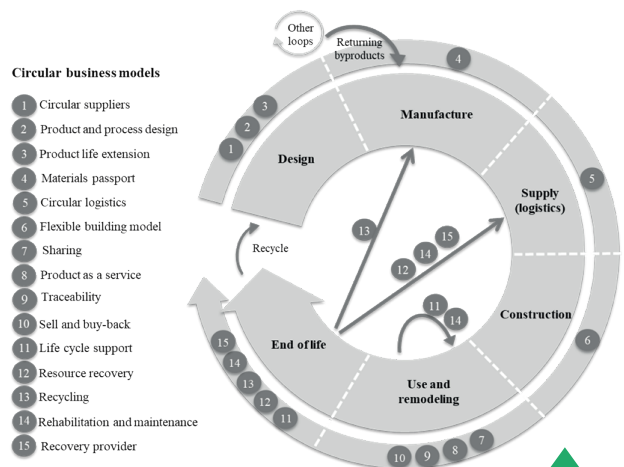 Other
loops
Returning
byproducts
Circular business models
1 Circular suppliers
2 Product and process design
3 Product life extension
4 Materials passport
5 Circular logistics
6 Flexible building model
7 Sharing
8 Product as a service
9 Traceability
10 Sell and buy-back
11 Life cycle support
12 Resource recovery
13 Recycling
14 Rehabilitation and maintenance
15 Recovery provider
1
2
3
4
5
6
7
8
9
10
11
12
13
14
15
Design
Manufacture
Supply
(logistics)
Construction
Use and
remodeling
End of life
Recycle
13
12
14
15
11
14